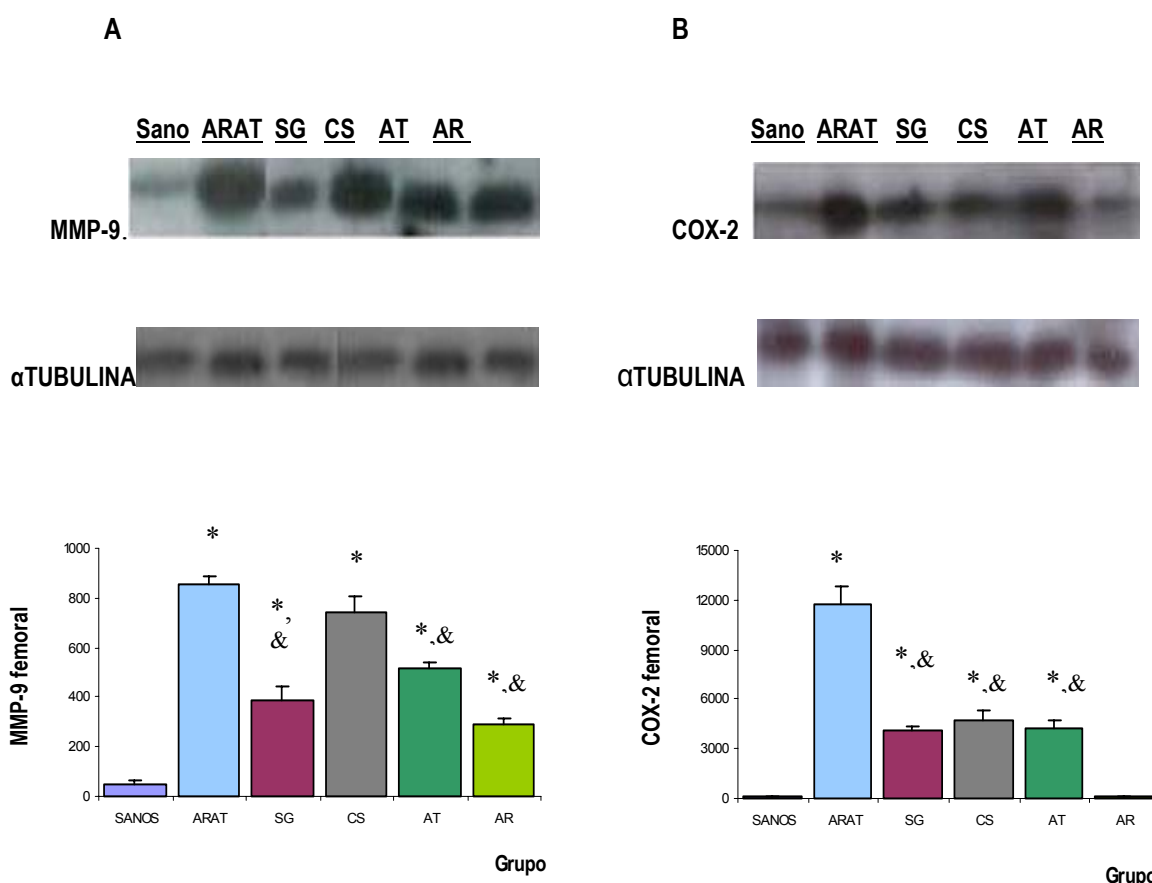 A
B
Sano ARAT SG CS AT AR
Sano ARAT SG CS AT AR
MMP-9.
COX-2
αTUBULINA
αTUBULINA
MMP-9 femoral
1000
800
600
400
200
0
*
*,
&
*
*,&
*,&
SANOS ARAT SG CS AT AR
Grupo
COX-2 femoral
15000
12000
9000
6000
3000
0
*
*,&
*,&
*,&
SANOS ARAT SG CS AT AR
Grupo